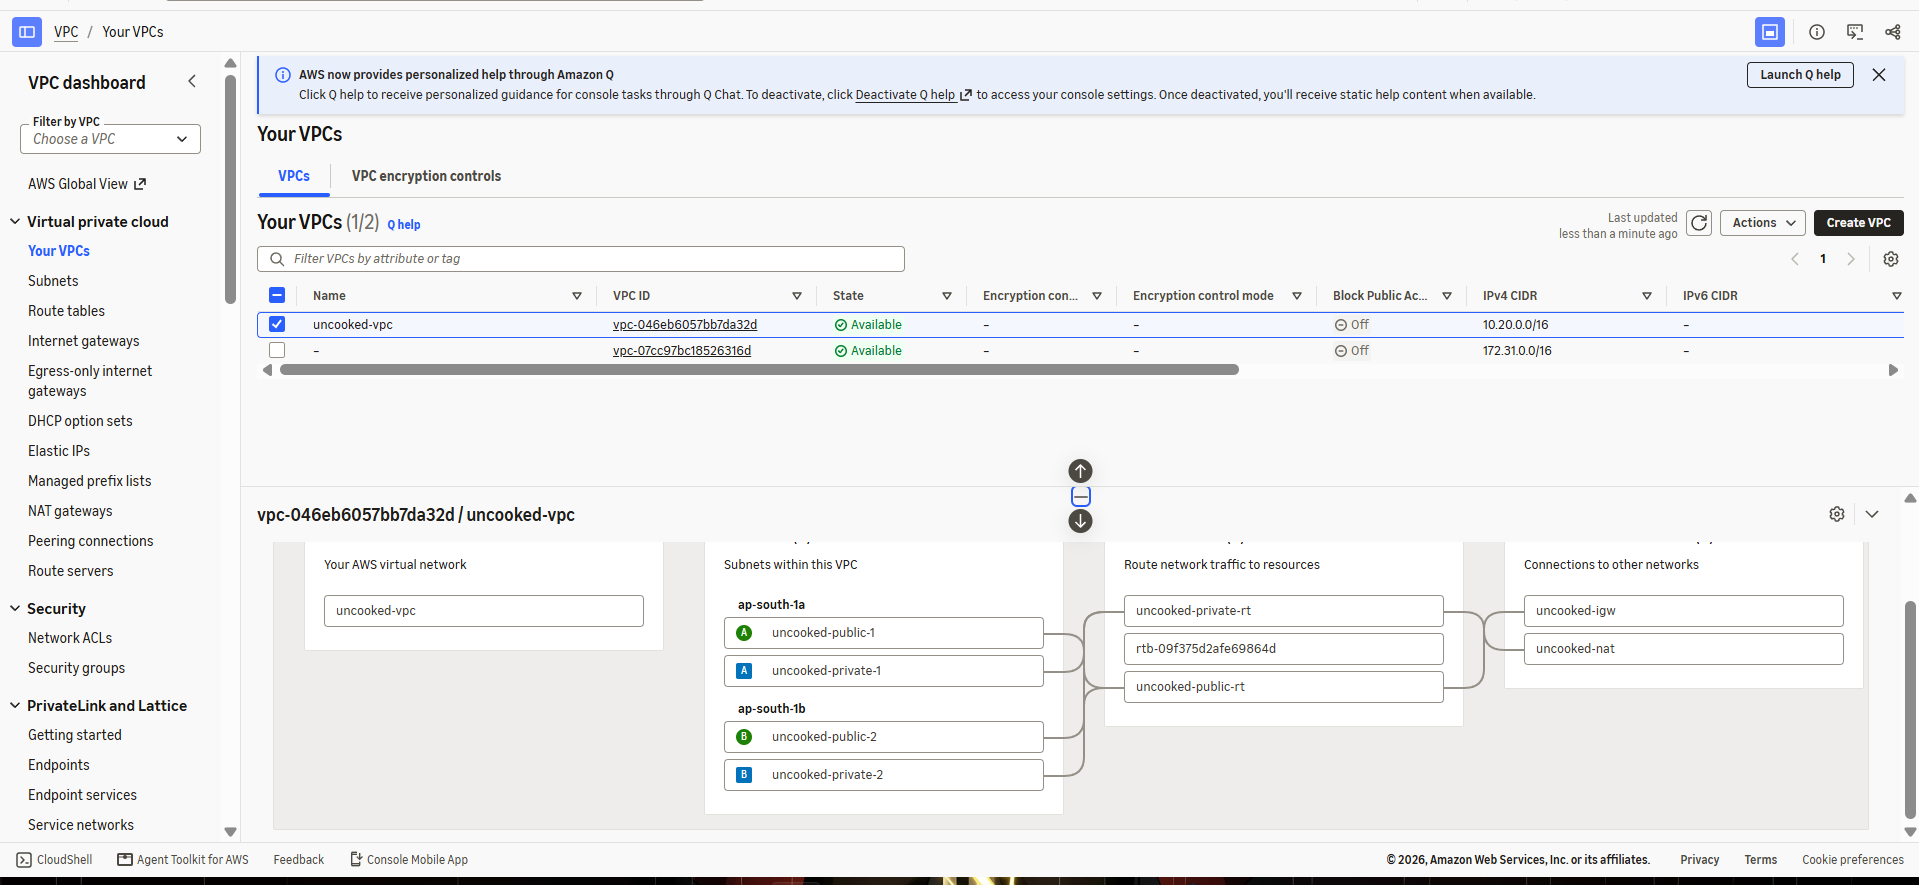 VPC / Your VPCs
VPC dashboard
Filter by VPC
Choose a VPC
AWS Global View
Virtual private cloud
Your VPCs
Subnets
Route tables
Internet gateways
Egress-only internet
gateways
DHCP option sets
Elastic IPs
Managed prefix lists
NAT gateways
Peering connections
Route servers
Security
Network ACLs
Security groups
PrivateLink and Lattice
Getting started
Endpoints
Endpoint services
Service networks
AWS now provides personalized help through Amazon Q
Click Q help to receive personalized guidance for console tasks through Q Chat. To deactivate, click Deactivate Q help to access your console settings. Once deactivated, you'll receive static help content when available.
Launch Q help
Your VPCs
VPCs
VPC encryption controls
Your VPCs (1/2) Q help
Last updated
less than a minute ago
Actions
Create VPC
Filter VPCs by attribute or tag
1
Name VPC ID State Encryption con... Encryption control mode Block Public Ac... IPv4 CIDR IPv6 CIDR
uncooked-vpc vpc-046eb6057bb7da32d Available – – Off 10.20.0.0/16 –
– vpc-07cc97bc18526316d Available – – Off 172.31.0.0/16 –
vpc-046eb6057bb7da32d / uncooked-vpc
Your AWS virtual network
uncooked-vpc
Subnets within this VPC
ap-south-1a
A uncooked-public-1
A uncooked-private-1
ap-south-1b
B uncooked-public-2
B uncooked-private-2
Route network traffic to resources
uncooked-private-rt
rtb-09f375d2afe69864d
uncooked-public-rt
Connections to other networks
uncooked-igw
uncooked-nat
CloudShell Agent Toolkit for AWS Feedback Console Mobile App
© 2026, Amazon Web Services, Inc. or its affiliates. Privacy Terms Cookie preferences